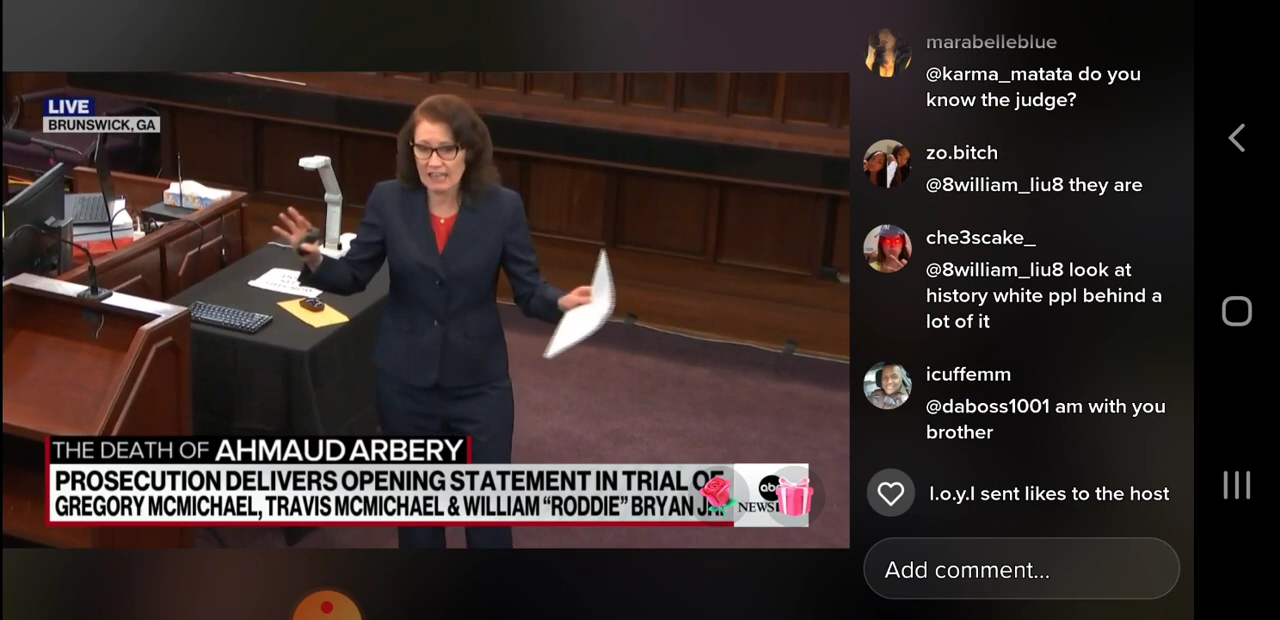 LIVE
BRUNSWICK, GA
THE DEATH OF AHMAUD ARBERY
PROSECUTION DELIVERS OPENING STATEMENT IN TRIAL OF
GREGORY MCMICHAEL, TRAVIS MCMICHAEL & WILLIAM “RODDIE” BRYAN
abc
NEWS
marabelleblue
@karma_matata do you
know the judge?
zo.bitch
@8william_liu8 they are
che3scake_
@8william_liu8 look at
history white ppl behind a
lot of it
icuffemm
@daboss1001 am with you
brother
l.o.y.l sent likes to the host
Add comment...